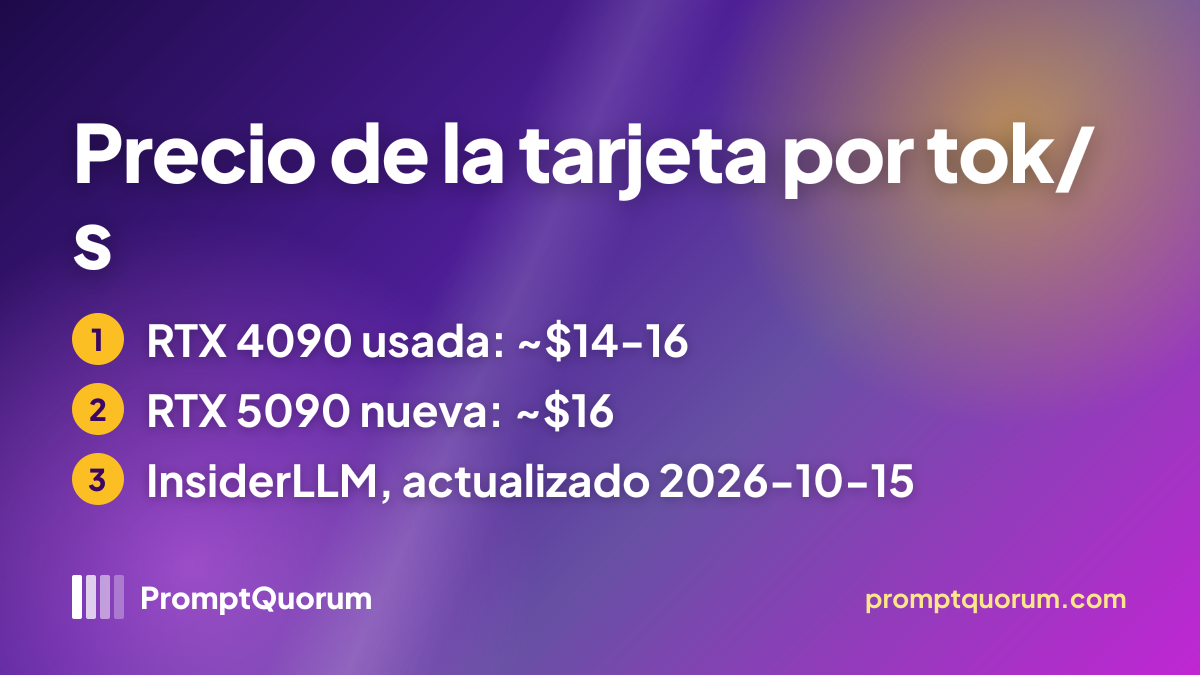 Precio de la tarjeta por tok/
s
1 RTX 4090 usada: ~$14–16
2 RTX 5090 nueva: ~$16
3 InsiderLLM, actualizado 2026-10-15
PromptQuorum
promptquorum.com